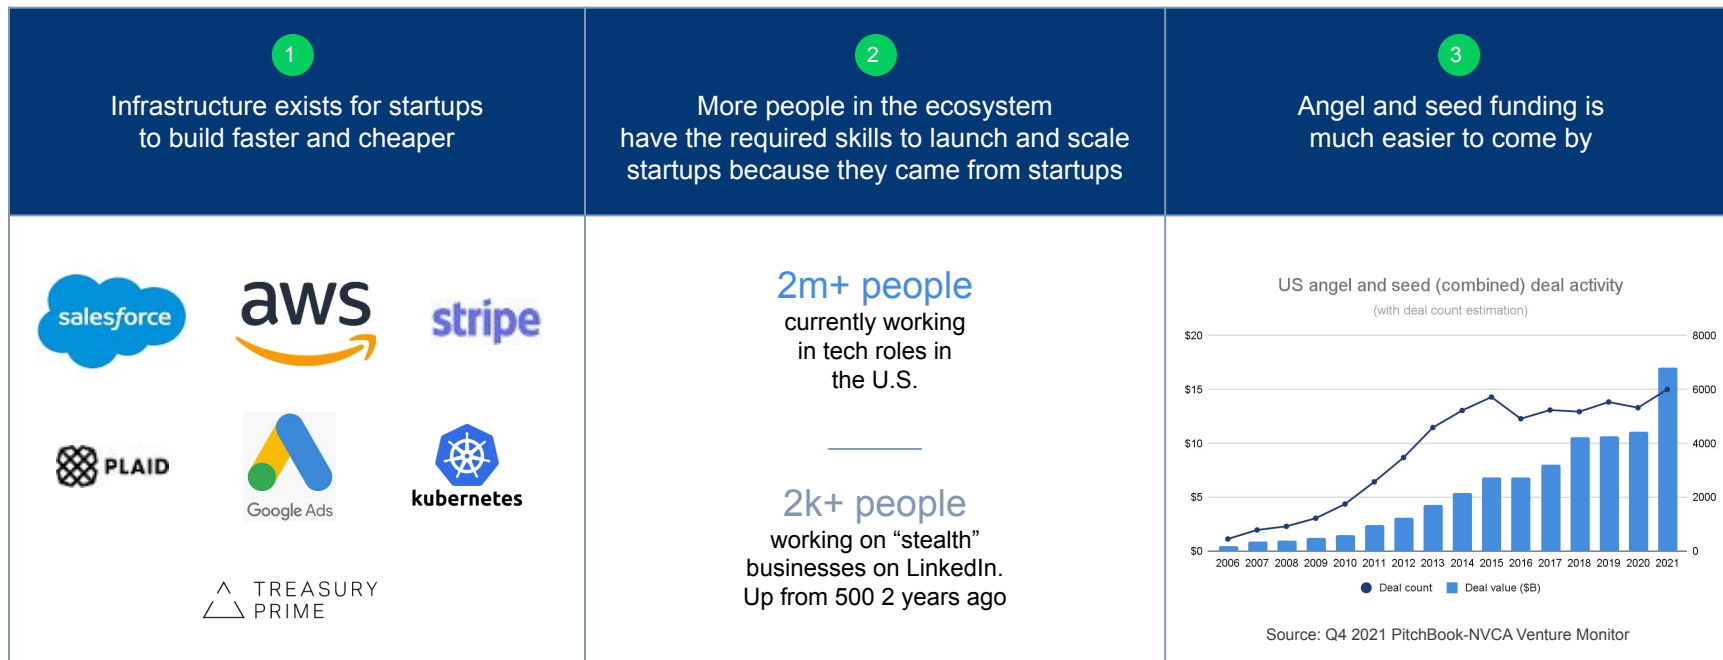 1
Infrastructure exists for startups
to build faster and cheaper
2
More people in the ecosystem
have the required skills to launch and scale
startups because they came from startups
3
Angel and seed funding is
much easier to come by
salesforce
aws
stripe
PLAID
Google Ads
kubernetes
TREASURY
PRIME
2m+ people
currently working
in tech roles in
the U.S.
2k+ people
working on “stealth”
businesses on LinkedIn.
Up from 500 2 years ago
US angel and seed (combined) deal activity
(with deal count estimation)
$20 8000
$15 6000
$10 4000
$5 2000
$0 0
2006 2007 2008 2009 2010 2011 2012 2013 2014 2015 2016 2017 2018 2019 2020 2021
Deal count Deal value ($B)
Source: Q4 2021 PitchBook-NVCA Venture Monitor